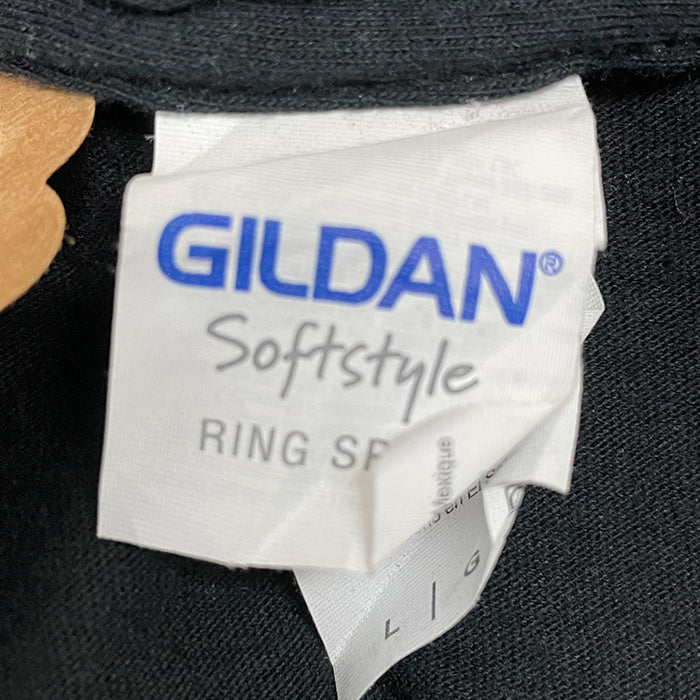 GILDAN®
Softstyle
RING SP
L | G